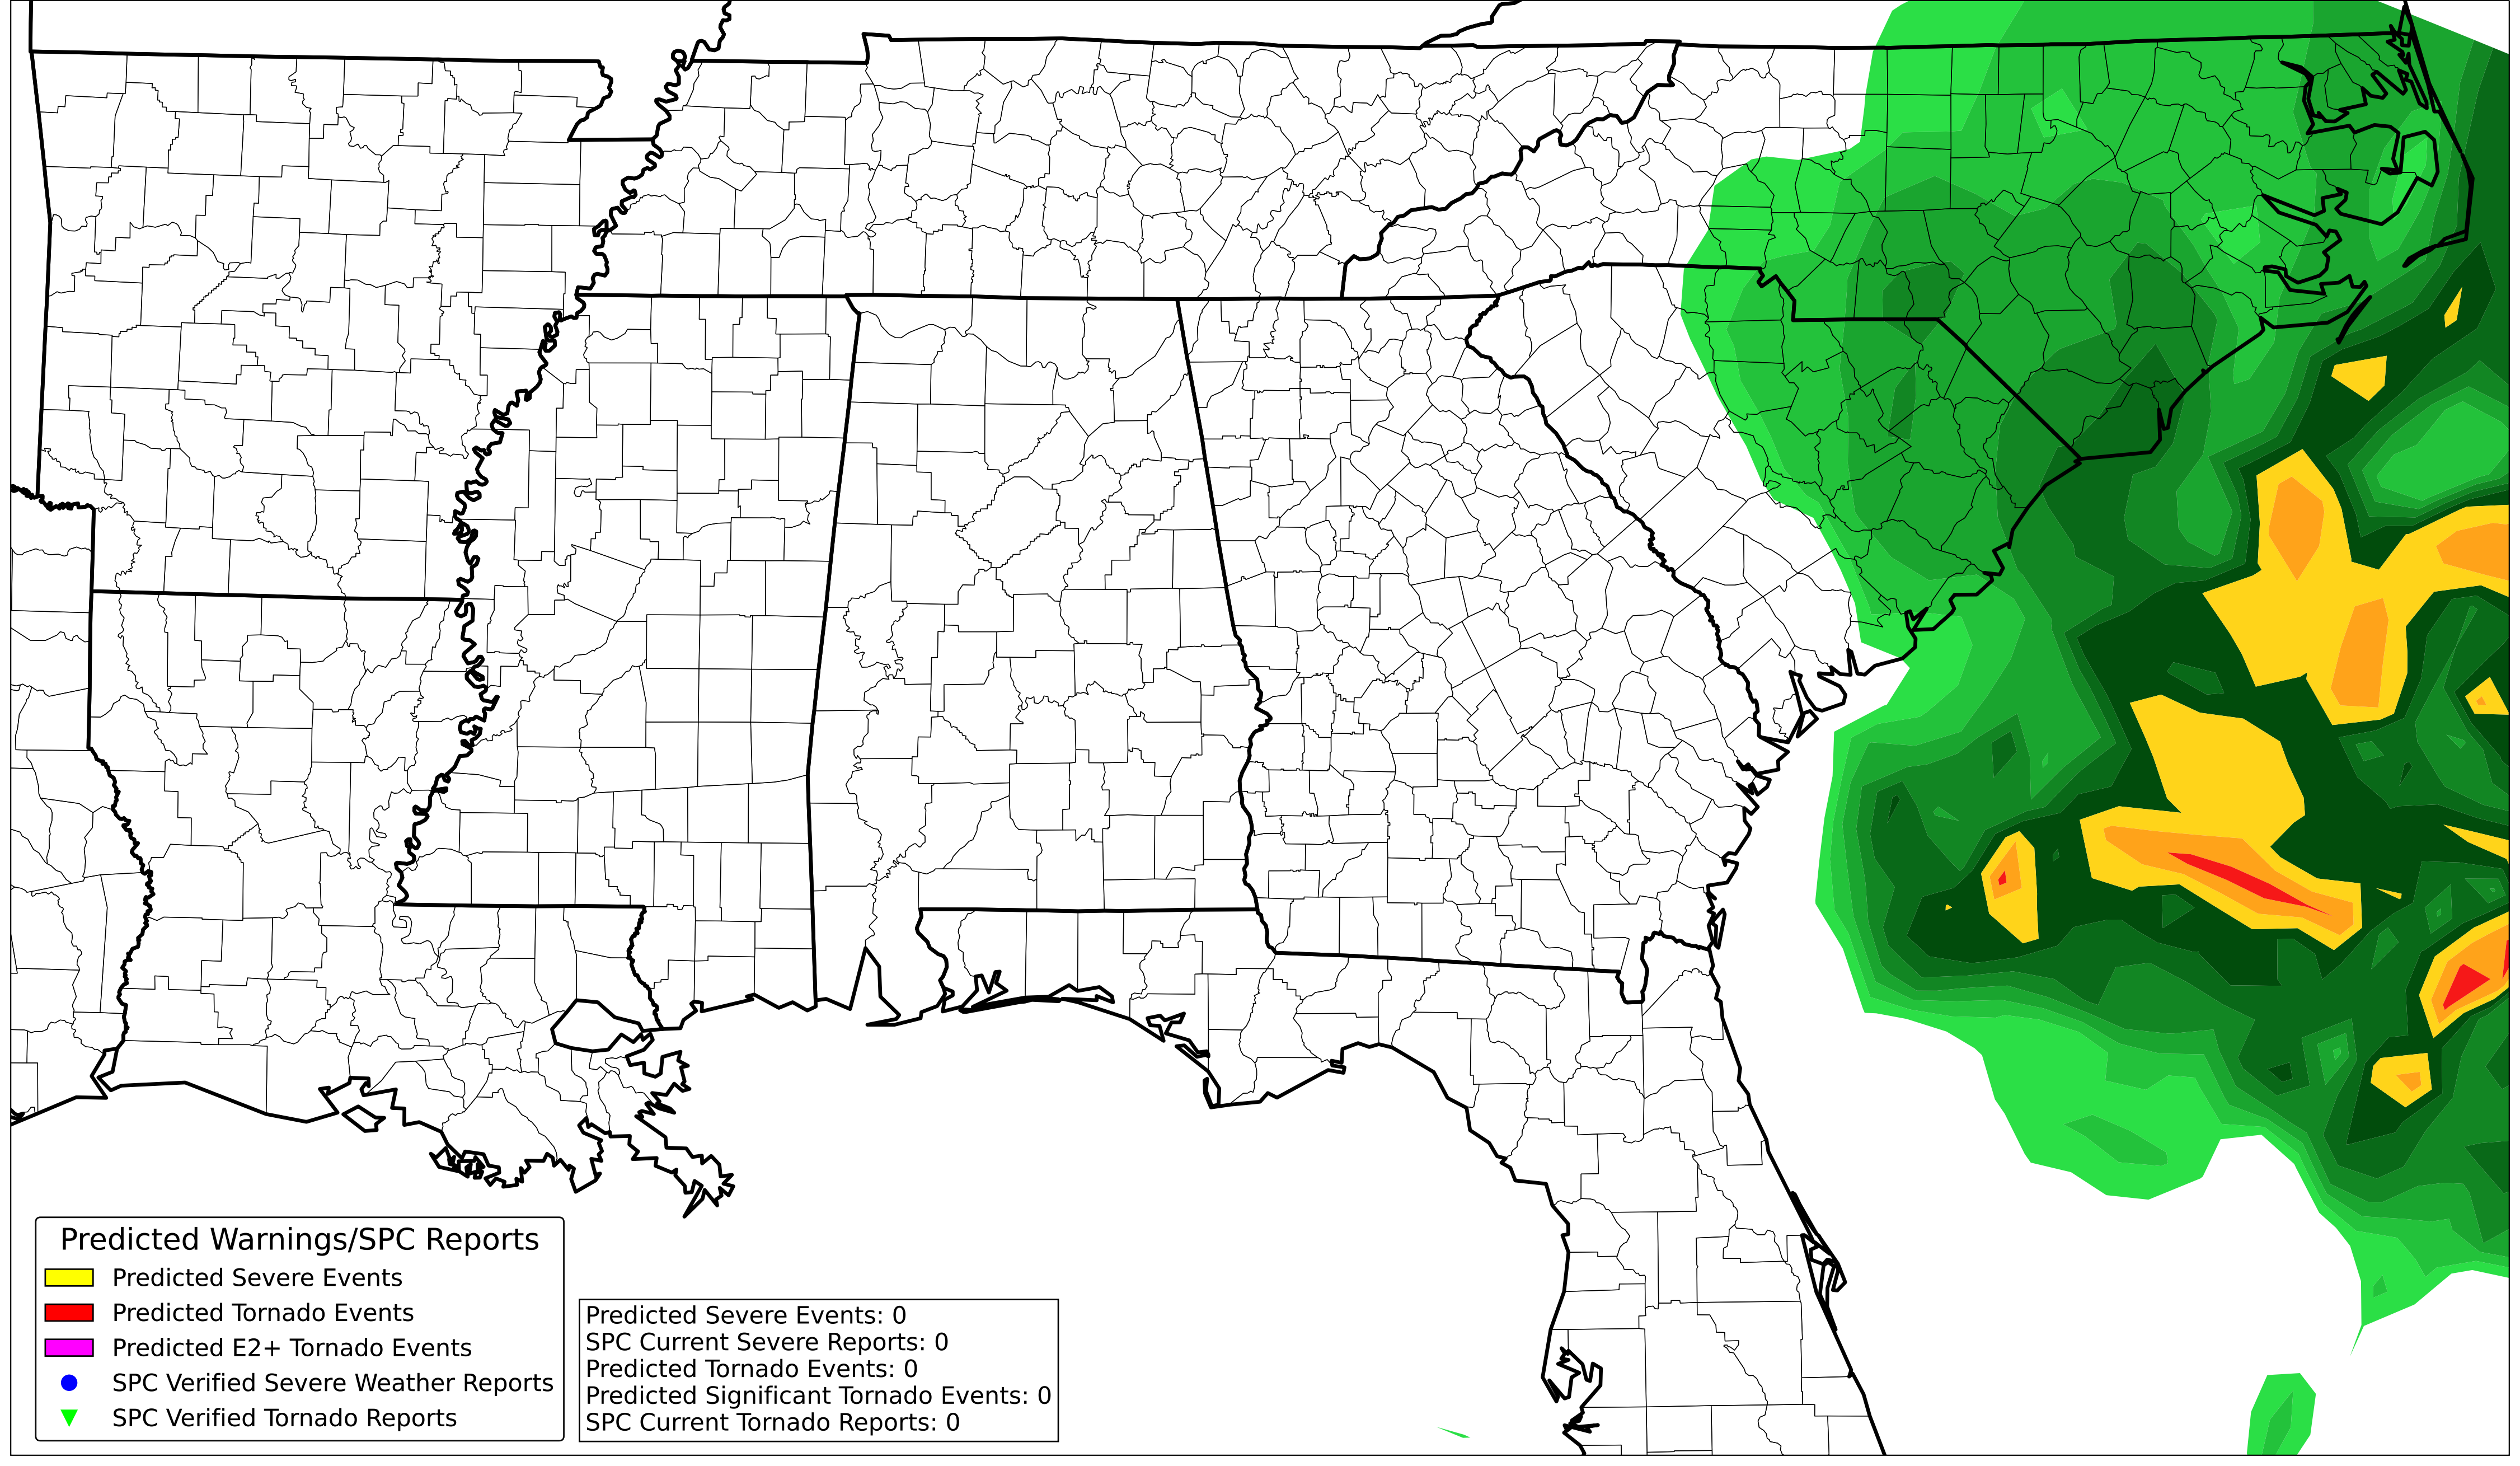 Predicted Warnings/SPC Reports
Predicted Severe Events
Predicted Tornado Events
Predicted E2+ Tornado Events
SPC Verified Severe Weather Reports
SPC Verified Tornado Reports
Predicted Severe Events: 0
SPC Current Severe Reports: 0
Predicted Tornado Events: 0
Predicted Significant Tornado Events: 0
SPC Current Tornado Reports: 0